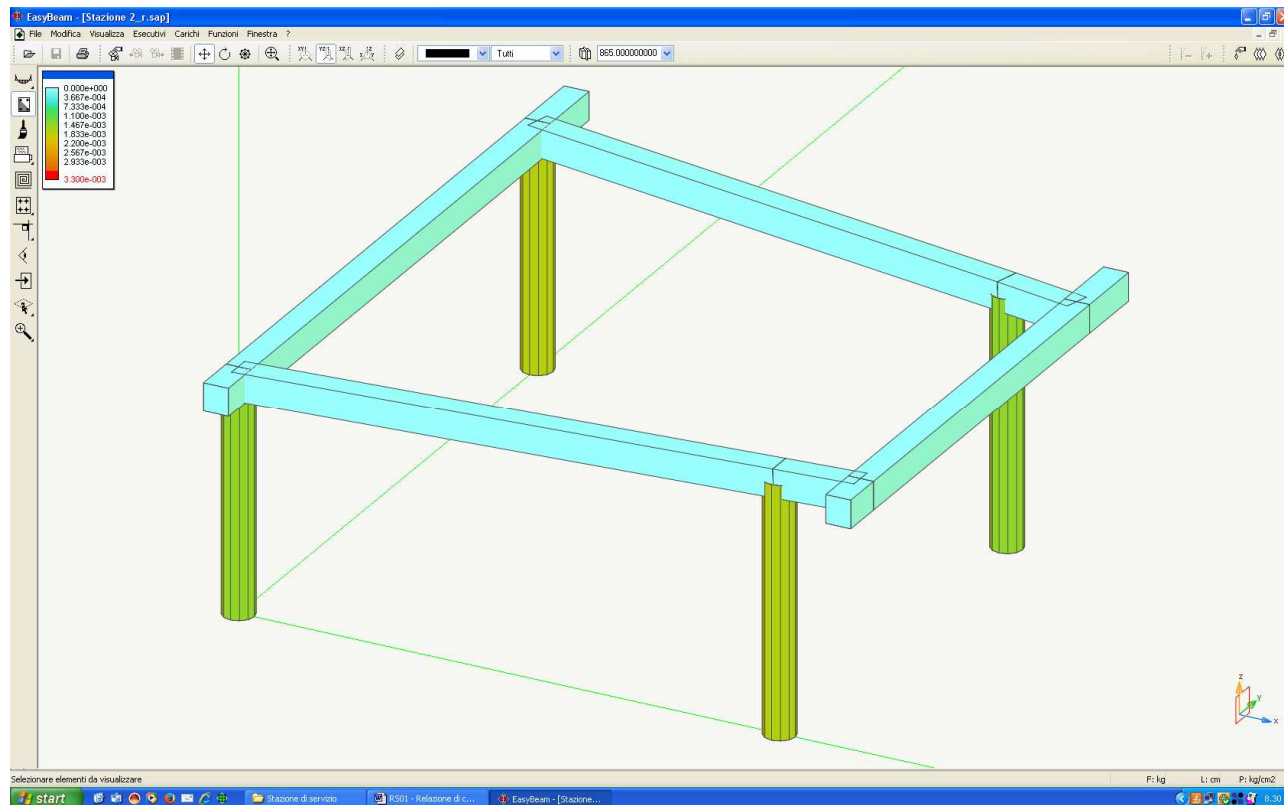 EasyBeam - [Stazione 2_r.sap]
File Modifica Visualizza Esecutivi Carichi Funzioni Finestra ?
Tutti
865.000000000
0.000e+000
3.667e-004
7.333e-004
1.100e-003
1.467e-003
1.833e-003
2.200e-003
2.567e-003
2.933e-003
3.300e-003
z
y
x
Selezionare elementi da visualizzare
F: kg L: cm P: kg/cm2
start
Stazione di servizio
RS01 - Relazione di c...
EasyBeam - [Stazione...
8.30